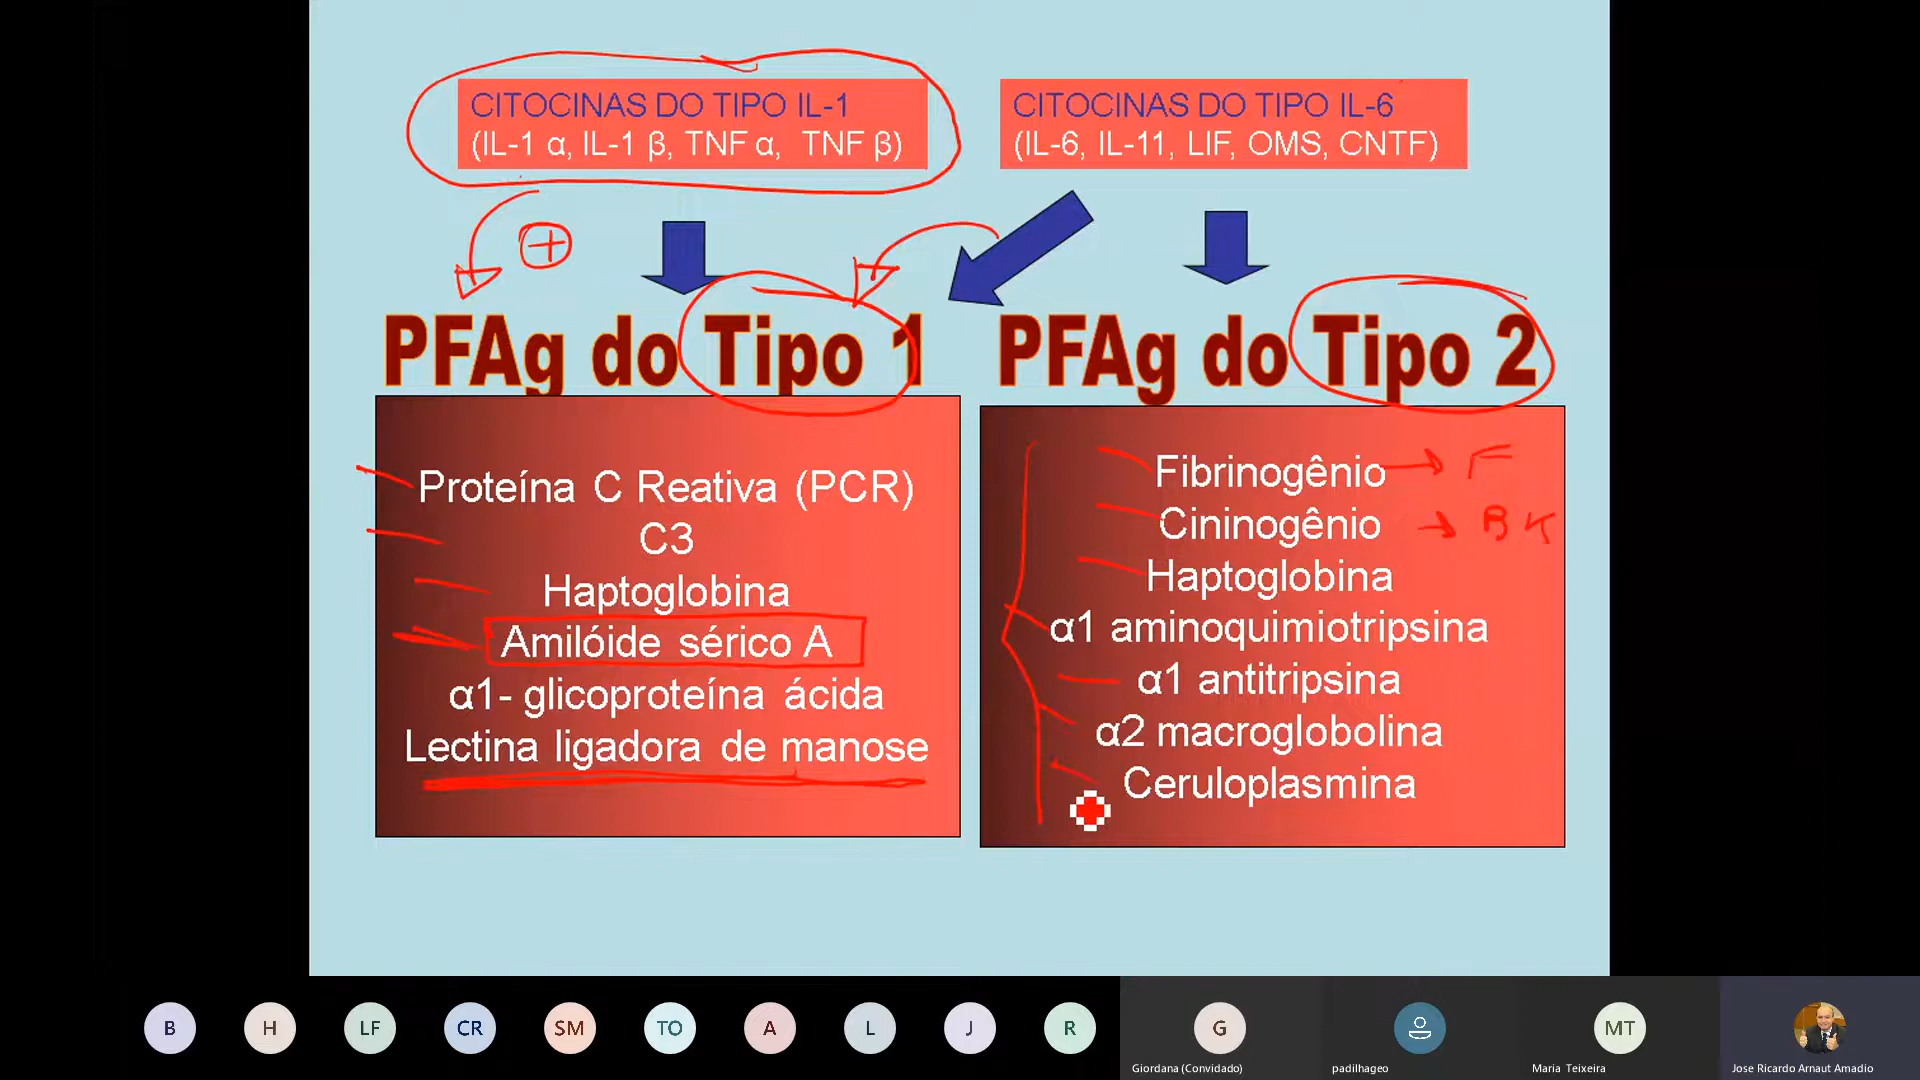 CITOCINAS DO TIPO IL-1
(IL-1 α, IL-1 β, TNF α, TNF β)
CITOCINAS DO TIPO IL-6
(IL-6, IL-11, LIF, OMS, CNTF)
+
PFAg do Tipo 1
PFAg do Tipo 2
Proteína C Reativa (PCR)
C3
Haptoglobina
Amilóide sérico A
α1- glicoproteína ácida
Lectina ligadora de manose
Fibrinogênio → F
Cininogênio → BK
Haptoglobina
α1 aminoquimiotripsina
α1 antitripsina
α2 macroglobolina
Ceruloplasmina
B
H
LF
CR
SM
TO
A
L
J
R
G
MT
Giordana (Convidado)
padilhageo
Maria Teixeira
Jose Ricardo Arnaut Amadio